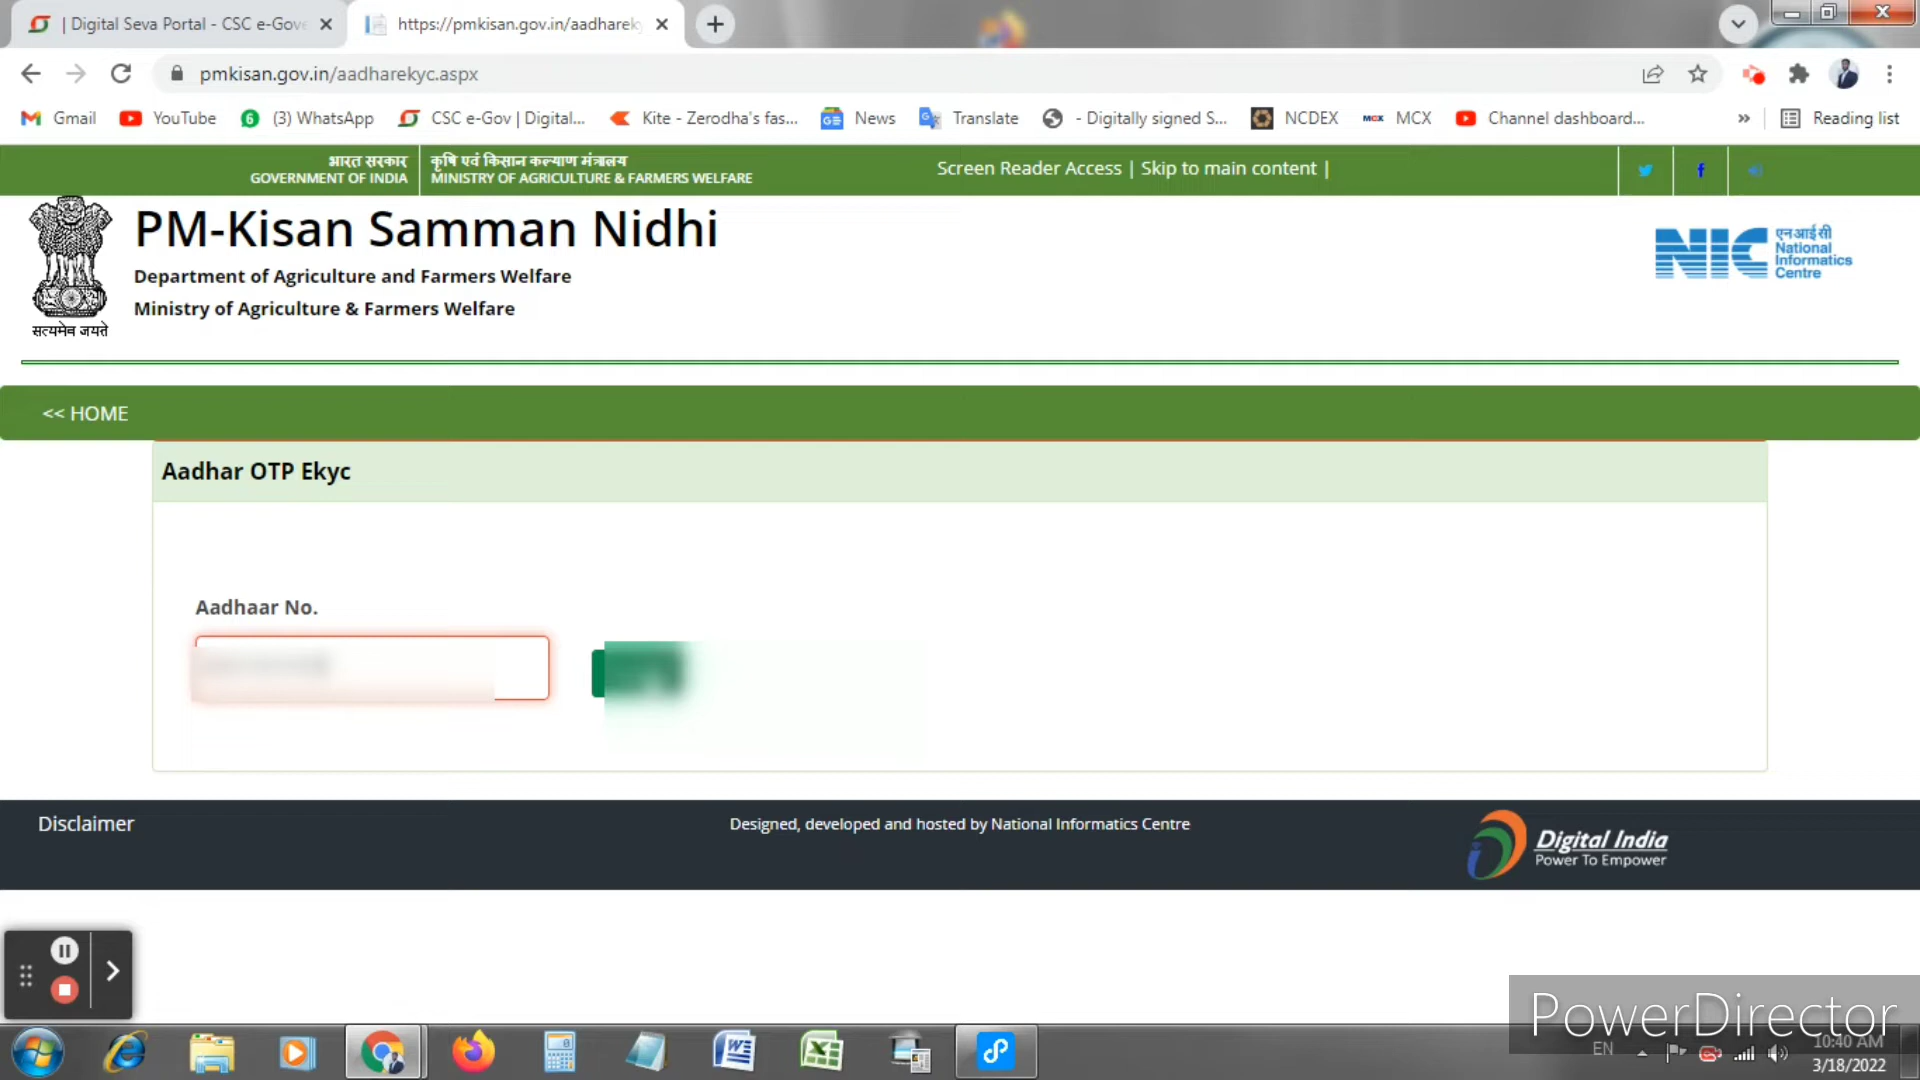 | Digital Seva Portal - CSC e-Gove
https://pmkisan.gov.in/aadharek
pmkisan.gov.in/aadharekyc.aspx
Gmail
YouTube
(3) WhatsApp
CSC e-Gov | Digital...
Kite - Zerodha's fas...
News
Translate
- Digitally signed S...
NCDEX
MCX
MCX
Channel dashboard...
»
Reading list
भारत सरकार
GOVERNMENT OF INDIA
कृषि एवं किसान कल्याण मंत्रालय
MINISTRY OF AGRICULTURE & FARMERS WELFARE
Screen Reader Access | Skip to main content |
PM-Kisan Samman Nidhi
Department of Agriculture and Farmers Welfare
Ministry of Agriculture & Farmers Welfare
सत्यमेव जयते
NIC
एन आई सी
National
Informatics
Centre
<< HOME
Aadhar OTP Ekyc
Aadhaar No.
Disclaimer
Designed, developed and hosted by National Informatics Centre
Digital India
Power To Empower
PowerDirector
EN
10:40 AM
3/18/2022